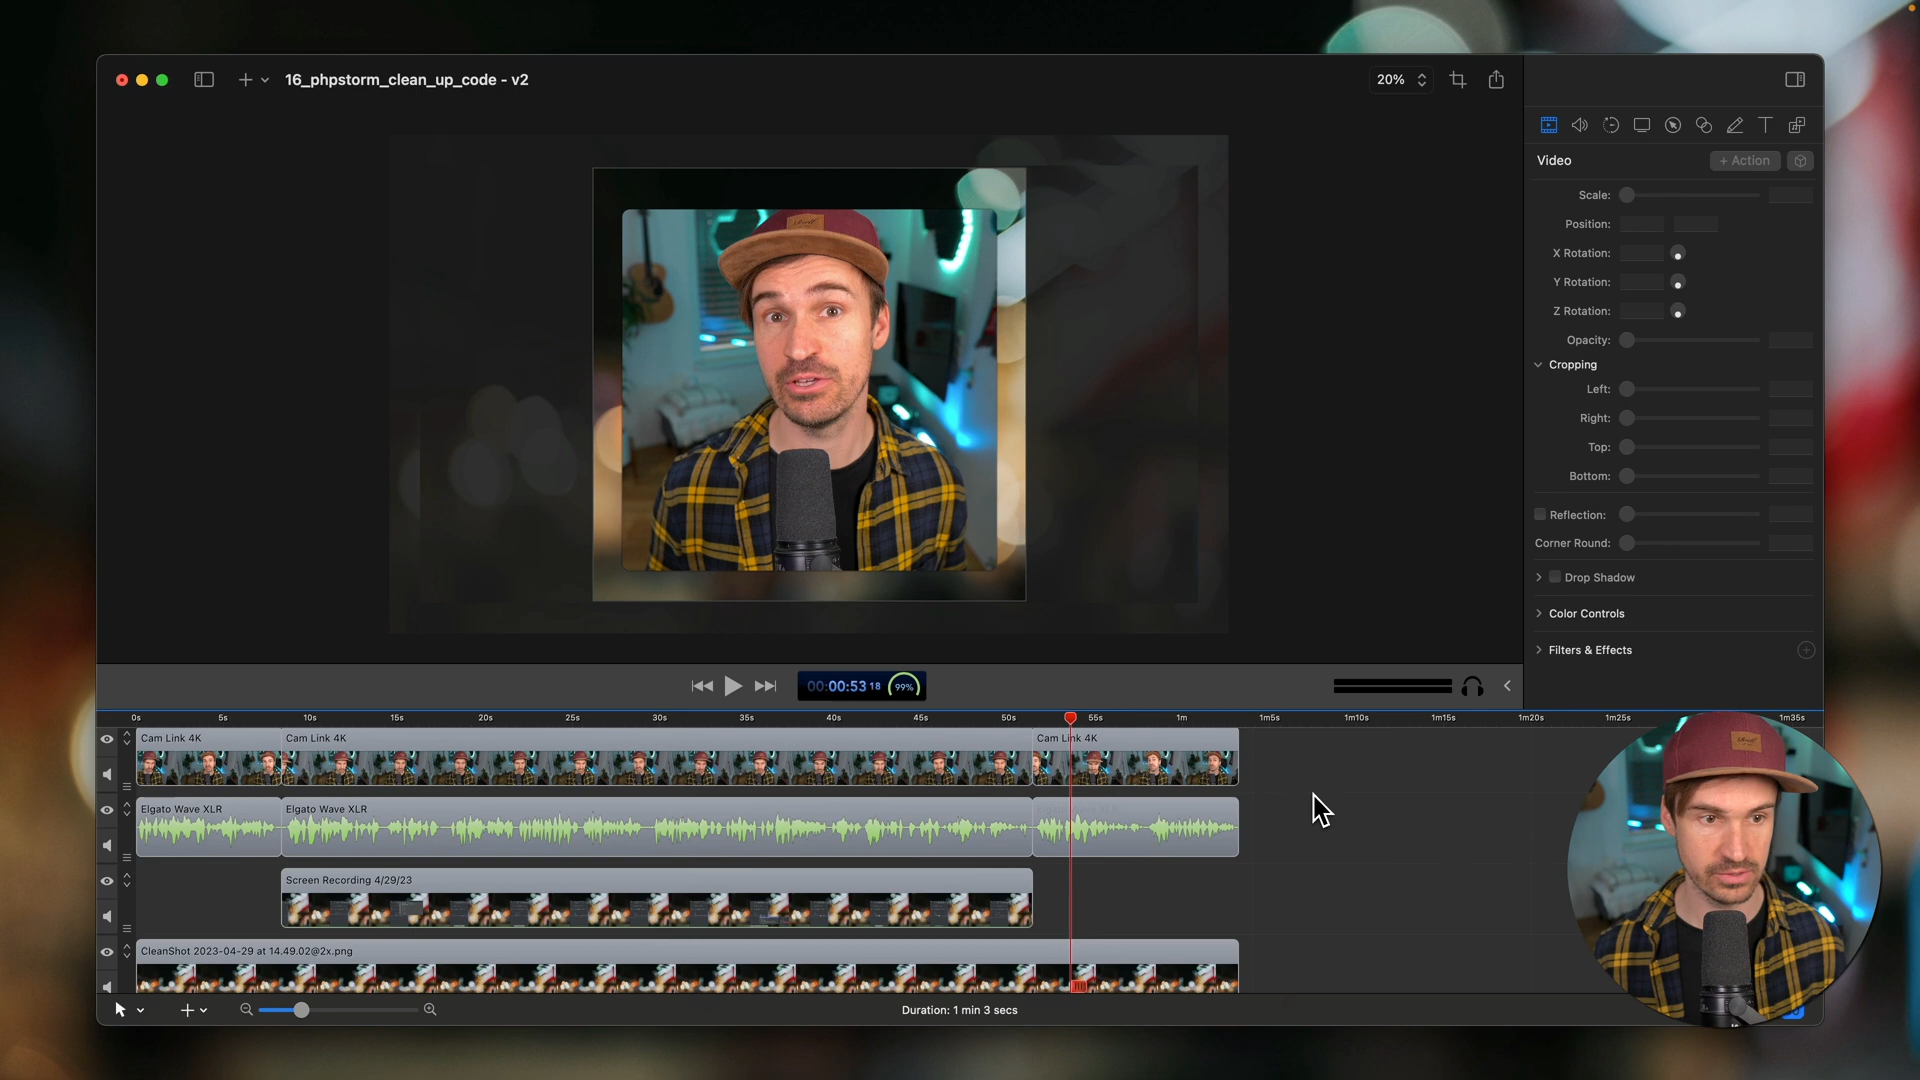 16_phpstorm_clean_up_code - v2
20%
Video
+ Action
Scale:
Position:
X Rotation:
Y Rotation:
Z Rotation:
Opacity:
Cropping
Left:
Right:
Top:
Bottom:
Reflection:
Corner Round:
Drop Shadow
Color Controls
Filters & Effects
00:00:53 18
99%
0s 5s 10s 15s 20s 25s 30s 35s 40s 45s 50s 55s 1m 1m5s 1m10s 1m15s 1m20s 1m25s 1m35s
Cam Link 4K Cam Link 4K Cam Link 4K
Elgato Wave XLR Elgato Wave XLR
Screen Recording 4/29/23
CleanShot 2023-04-29 at 14.49.02@2x.png
Duration: 1 min 3 secs